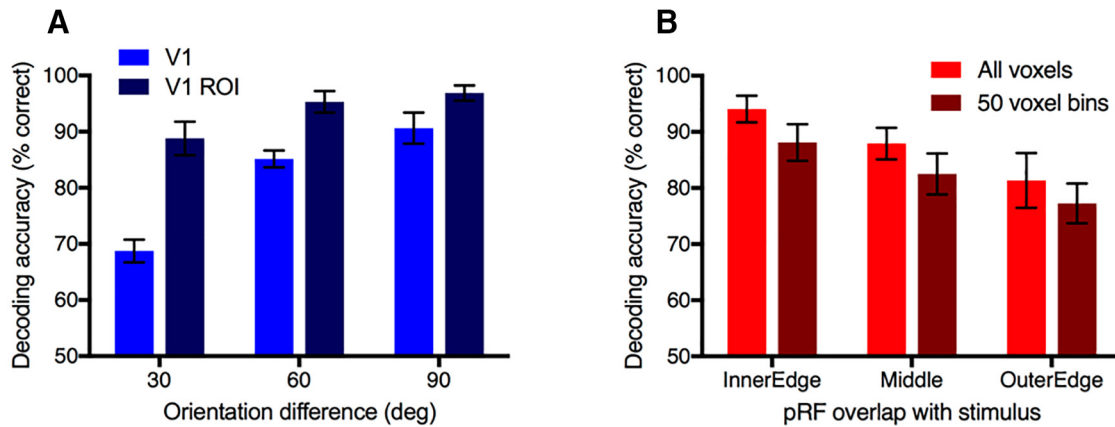 A
V1
V1 ROI
Decoding accuracy (% correct)
100
90
80
70
60
50
30 60 90
Orientation difference (deg)
B
All voxels
50 voxel bins
Decoding accuracy (% correct)
100
90
80
70
60
50
InnerEdge Middle OuterEdge
pRF overlap with stimulus